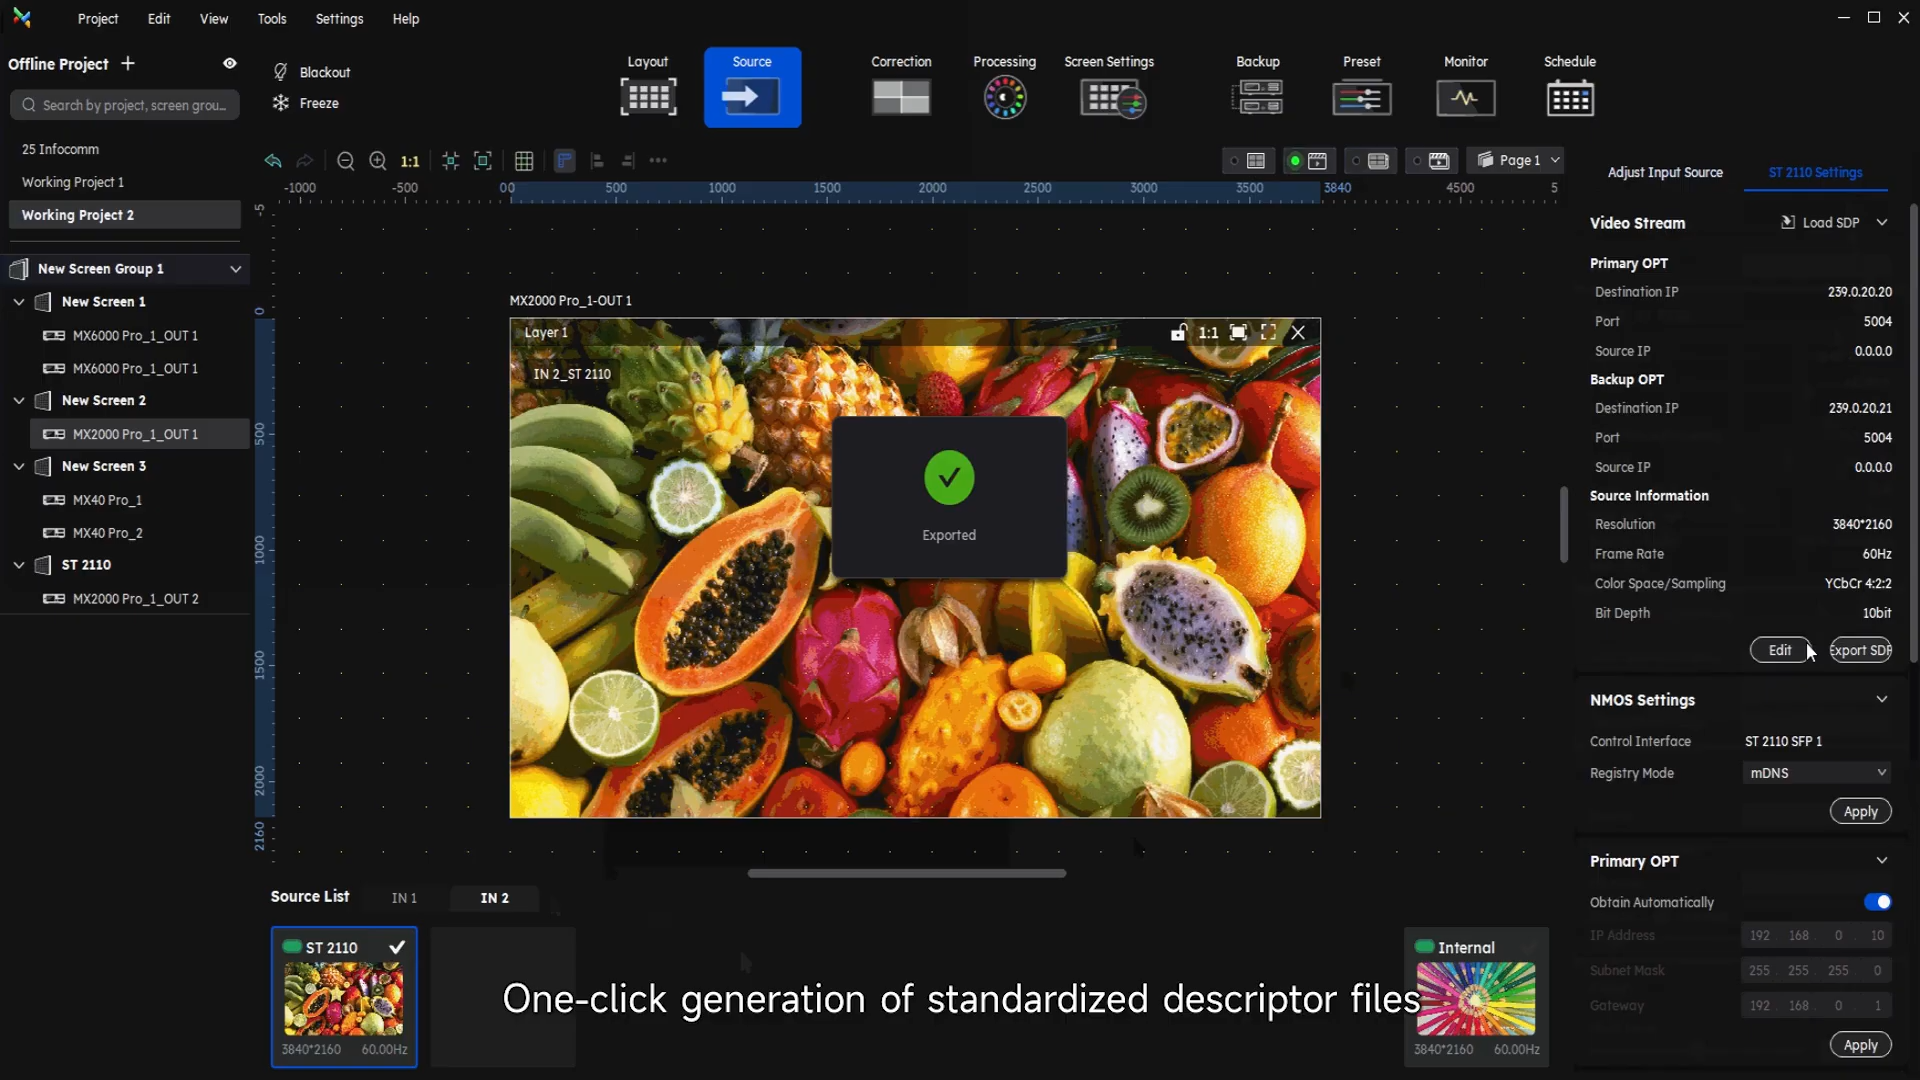 Project Edit View Tools Settings Help
Offline Project
Search by project, screen grou...
25 Infocomm
Working Project 1
Working Project 2
New Screen Group 1
New Screen 1
MX6000 Pro_1_OUT 1
MX6000 Pro_1_OUT 1
New Screen 2
MX2000 Pro_1_OUT 1
New Screen 3
MX40 Pro_1
MX40 Pro_2
ST 2110
MX2000 Pro_1_OUT 2
Blackout
Freeze
Layout Source Correction Processing Screen Settings Backup Preset Monitor Schedule
1:1 Page 1
-1000 -500 00 500 1000 1500 2000 2500 3000 3500 3840 4500 5
-5
0
500
1000
1500
2000
2160
MX2000 Pro_1-OUT 1
Layer 1 1:1
IN 2_ST 2110
Exported
Source List IN 1 IN 2
ST 2110
3840*2160 60.00Hz
Internal
3840*2160 60.00Hz
One-click generation of standardized descriptor files
Adjust Input Source ST 2110 Settings
Video Stream Load SDP
Primary OPT
Destination IP 239.0.20.20
Port 5004
Source IP 0.0.0.0
Backup OPT
Destination IP 239.0.20.21
Port 5004
Source IP 0.0.0.0
Source Information
Resolution 3840*2160
Frame Rate 60Hz
Color Space/Sampling YCbCr 4:2:2
Bit Depth 10bit
Edit Export SDP
NMOS Settings
Control Interface ST 2110 SFP 1
Registry Mode mDNS
Apply
Primary OPT
Obtain Automatically
IP Address 192 . 168 . 0 . 10
Subnet Mask 255 . 255 . 255 . 0
Gateway 192 . 168 . 0 . 1
Apply